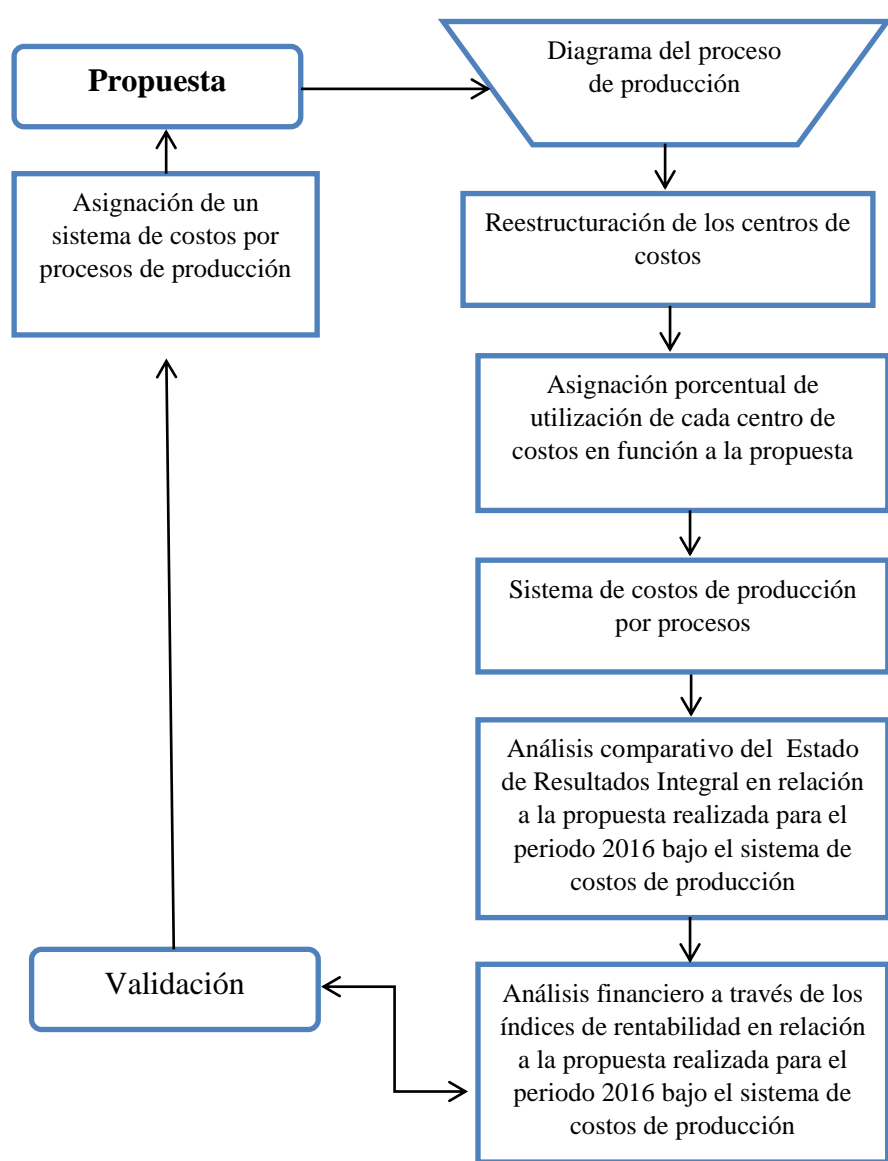 Propuesta
Diagrama del proceso
de producción
Asignación de un
sistema de costos por
procesos de producción
Reestructuración de los centros de
costos
Asignación porcentual de
utilización de cada centro de
costos en función a la propuesta
Sistema de costos de producción
por procesos
Análisis comparativo del  Estado
de Resultados Integral en relación
a la propuesta realizada para el
periodo 2016 bajo el sistema de
costos de producción
Validación
Análisis financiero a través de los
índices de rentabilidad en relación
a la propuesta realizada para el
periodo 2016 bajo el sistema de
costos de producción